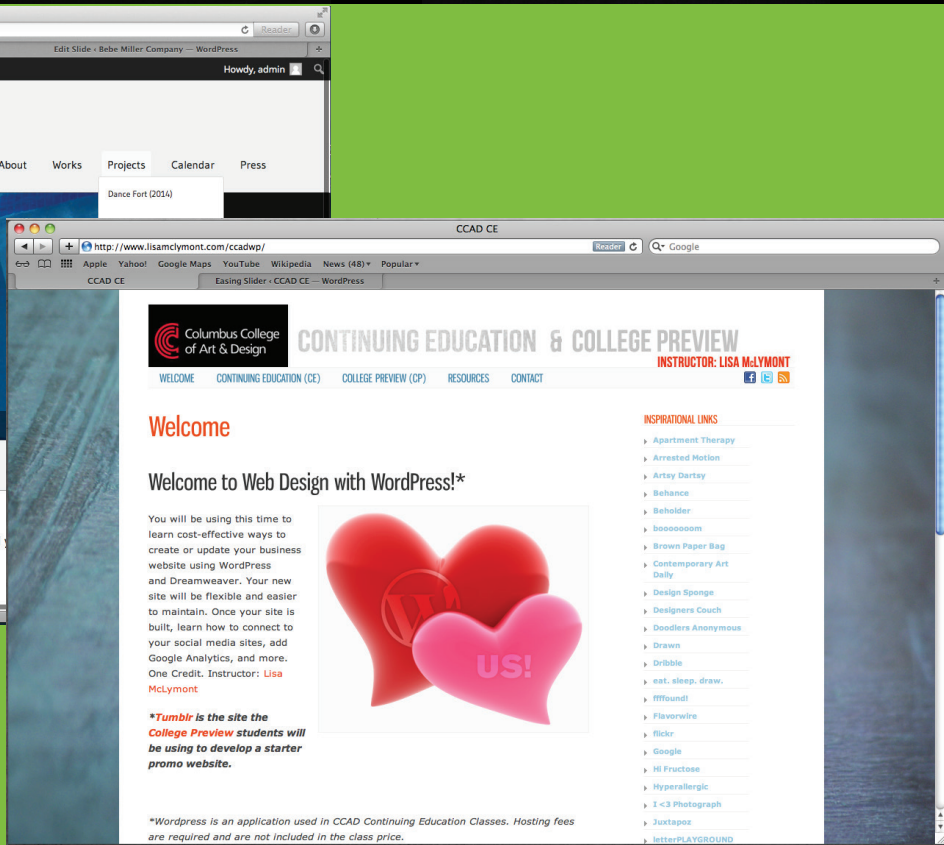 Reader
Edit Slide ‹ Bebe Miller Company — WordPress
Howdy, admin
About Works Projects Calendar Press
Dance Fort (2014)
CCAD CE
http://www.lisamclymont.com/ccadwp/ Reader Google
Apple Yahoo! Google Maps YouTube Wikipedia News (48) Popular
CCAD CE Easing Slider ‹ CCAD CE — WordPress
Columbus College
of Art & Design
CONTINUING EDUCATION & COLLEGE PREVIEW
INSTRUCTOR: LISA McLYMONT
WELCOME CONTINUING EDUCATION (CE) COLLEGE PREVIEW (CP) RESOURCES CONTACT
Welcome
Welcome to Web Design with WordPress!*
You will be using this time to
learn cost-effective ways to
create or update your business
website using WordPress
and Dreamweaver. Your new
site will be flexible and easier
to maintain. Once your site is
built, learn how to connect to
your social media sites, add
Google Analytics, and more.
One Credit. Instructor: Lisa
McLymont
*Tumblr is the site the
College Preview students will
be using to develop a starter
promo website.
W
US!
*Wordpress is an application used in CCAD Continuing Education Classes. Hosting fees
are required and are not included in the class price.
INSPIRATIONAL LINKS
Apartment Therapy
Arrested Motion
Artsy Dartsy
Behance
Beholder
booooooom
Brown Paper Bag
Contemporary Art
Daily
Design Sponge
Designers Couch
Doodlers Anonymous
Drawn
Dribble
eat. sleep. draw.
ffffound!
Flavorwire
flickr
Google
Hi Fructose
Hyperallergic
I <3 Photograph
Juxtapoz
letterPLAYGROUND